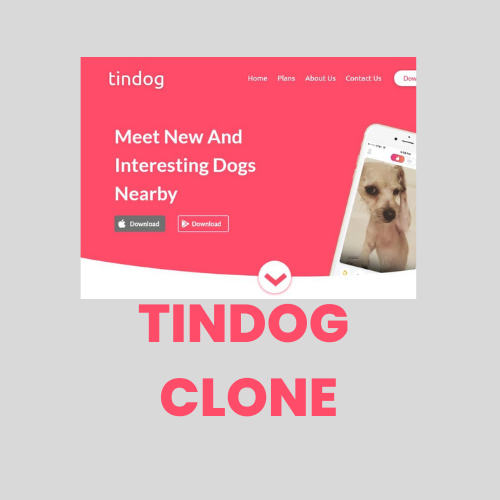 tindog
Home Plans About Us Contact Us
Meet New And
Interesting Dogs
Nearby
Download Download
TINDOG
CLONE